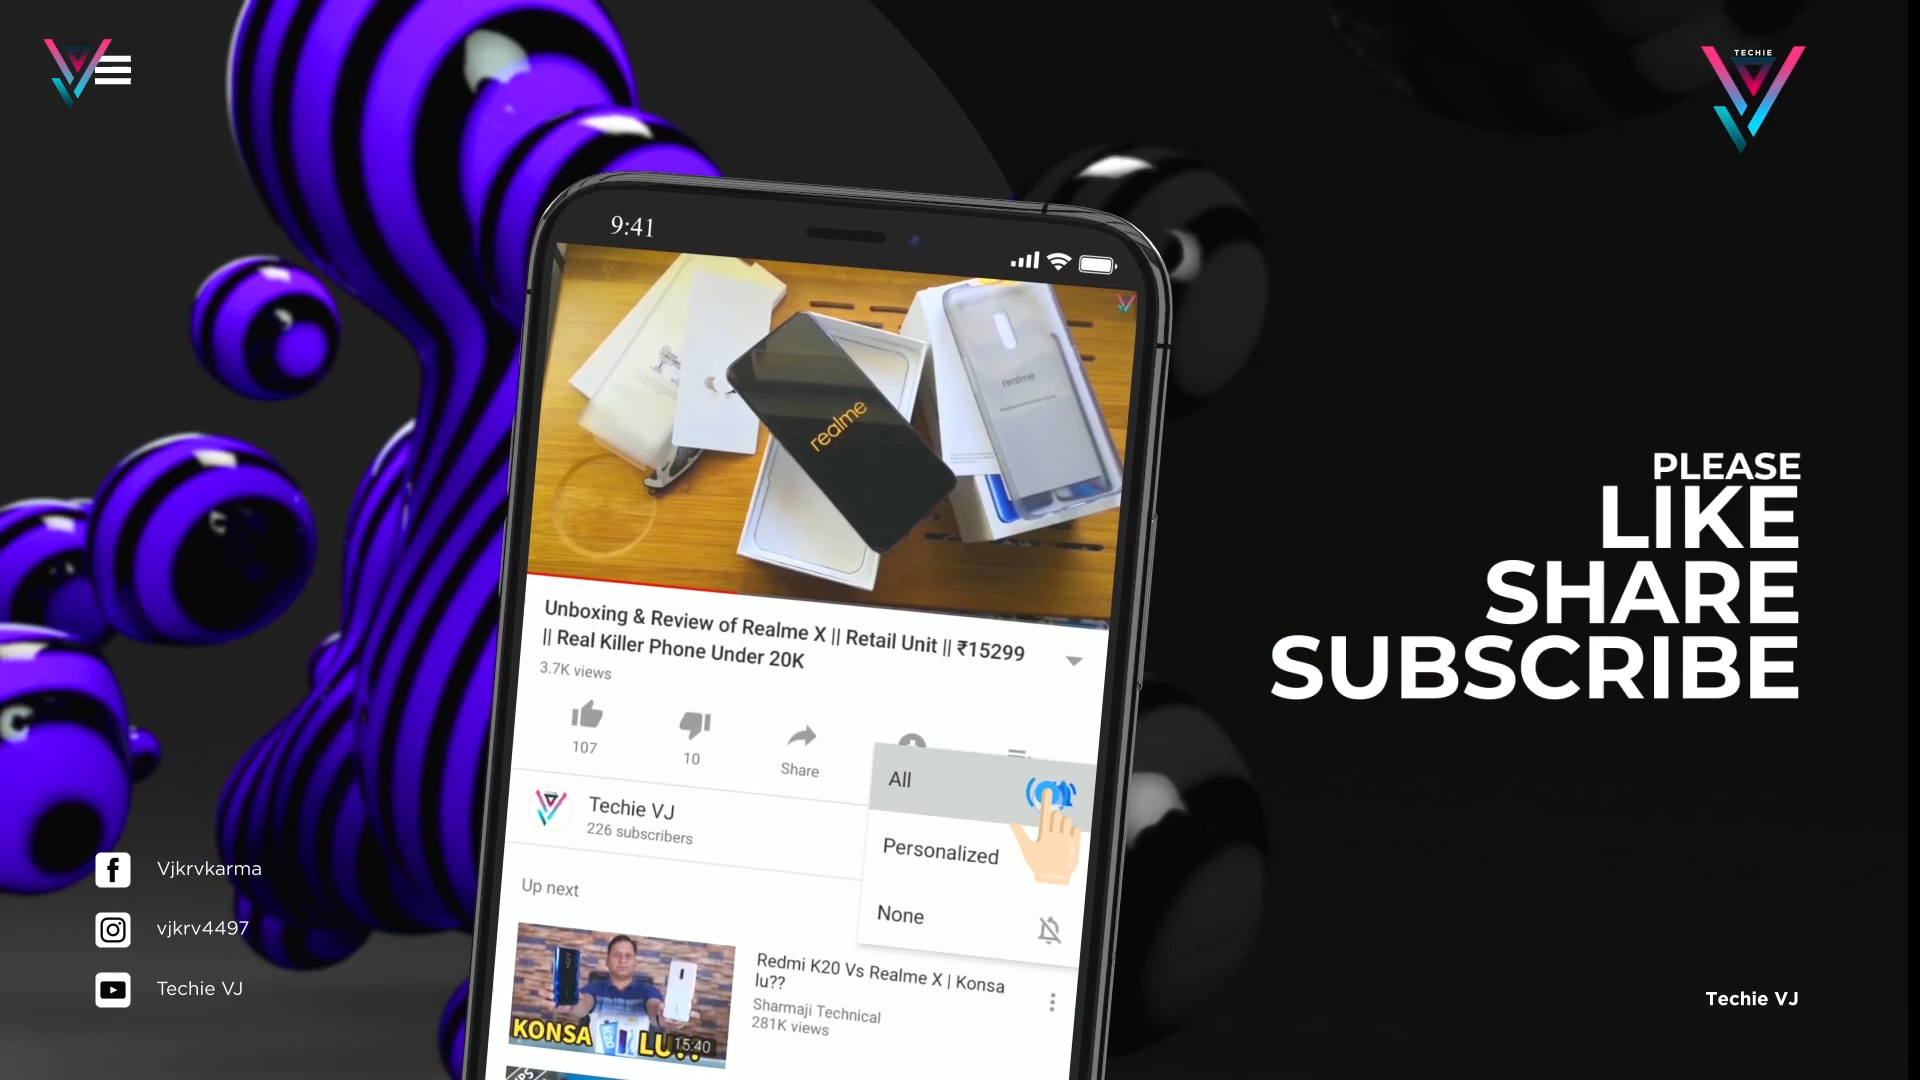 TECHIE
9:41
realme
realme
Unboxing & Review of Realme X || Retail Unit || ₹15299
|| Real Killer Phone Under 20K
3.7K views
107
10
Share
All
Personalized
None
Techie VJ
226 subscribers
Up next
Redmi K20 Vs Realme X | Konsa
lu??
Sharmaji Technical
281K views
KONSA LU??
15:40
PLEASE
LIKE
SHARE
SUBSCRIBE
Vjkrvkarma
vjkrv4497
Techie VJ
Techie VJ